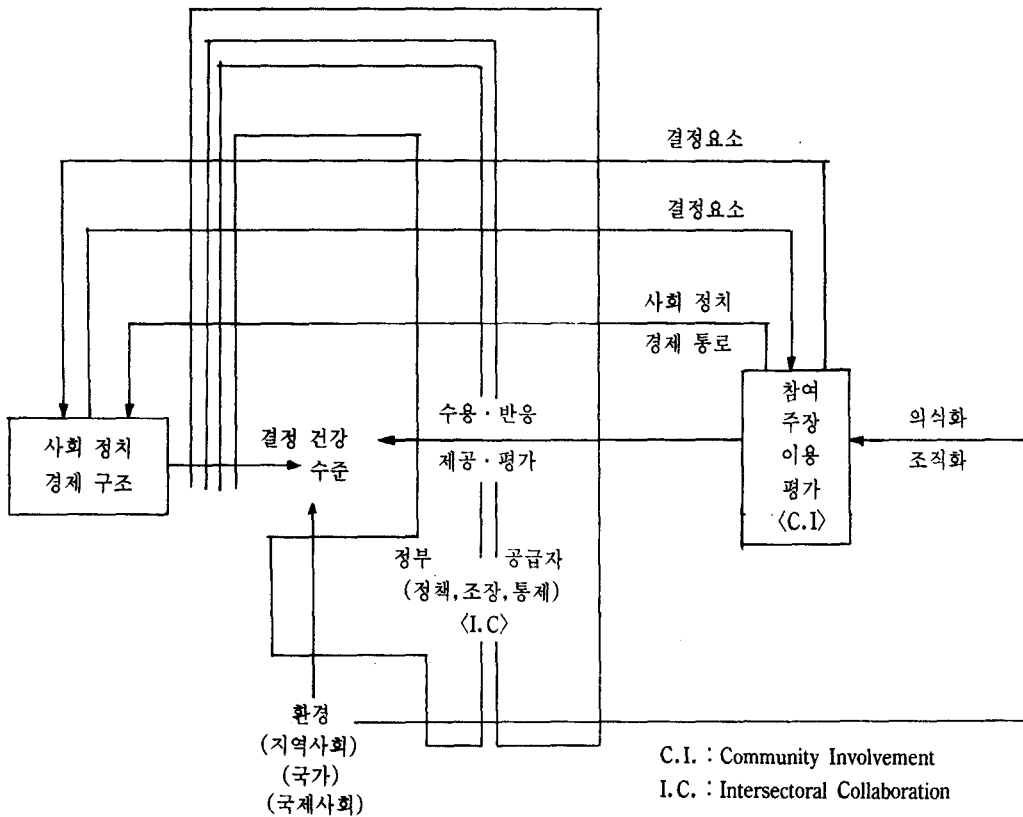 결정요소
결정요소
사회 정치
경제 통로
참여
주장
이용
평가
〈C.I〉
의식화
조직화
수용·반응
제공·평가
사회 정치
경제 구조
결정 건강
수준
정부 공급자
(정책,조장,통제)
〈I.C〉
환경
(지역사회)
(국가)
(국제사회)
C.I. : Community Involvement
I.C. : Intersectoral Collaboration